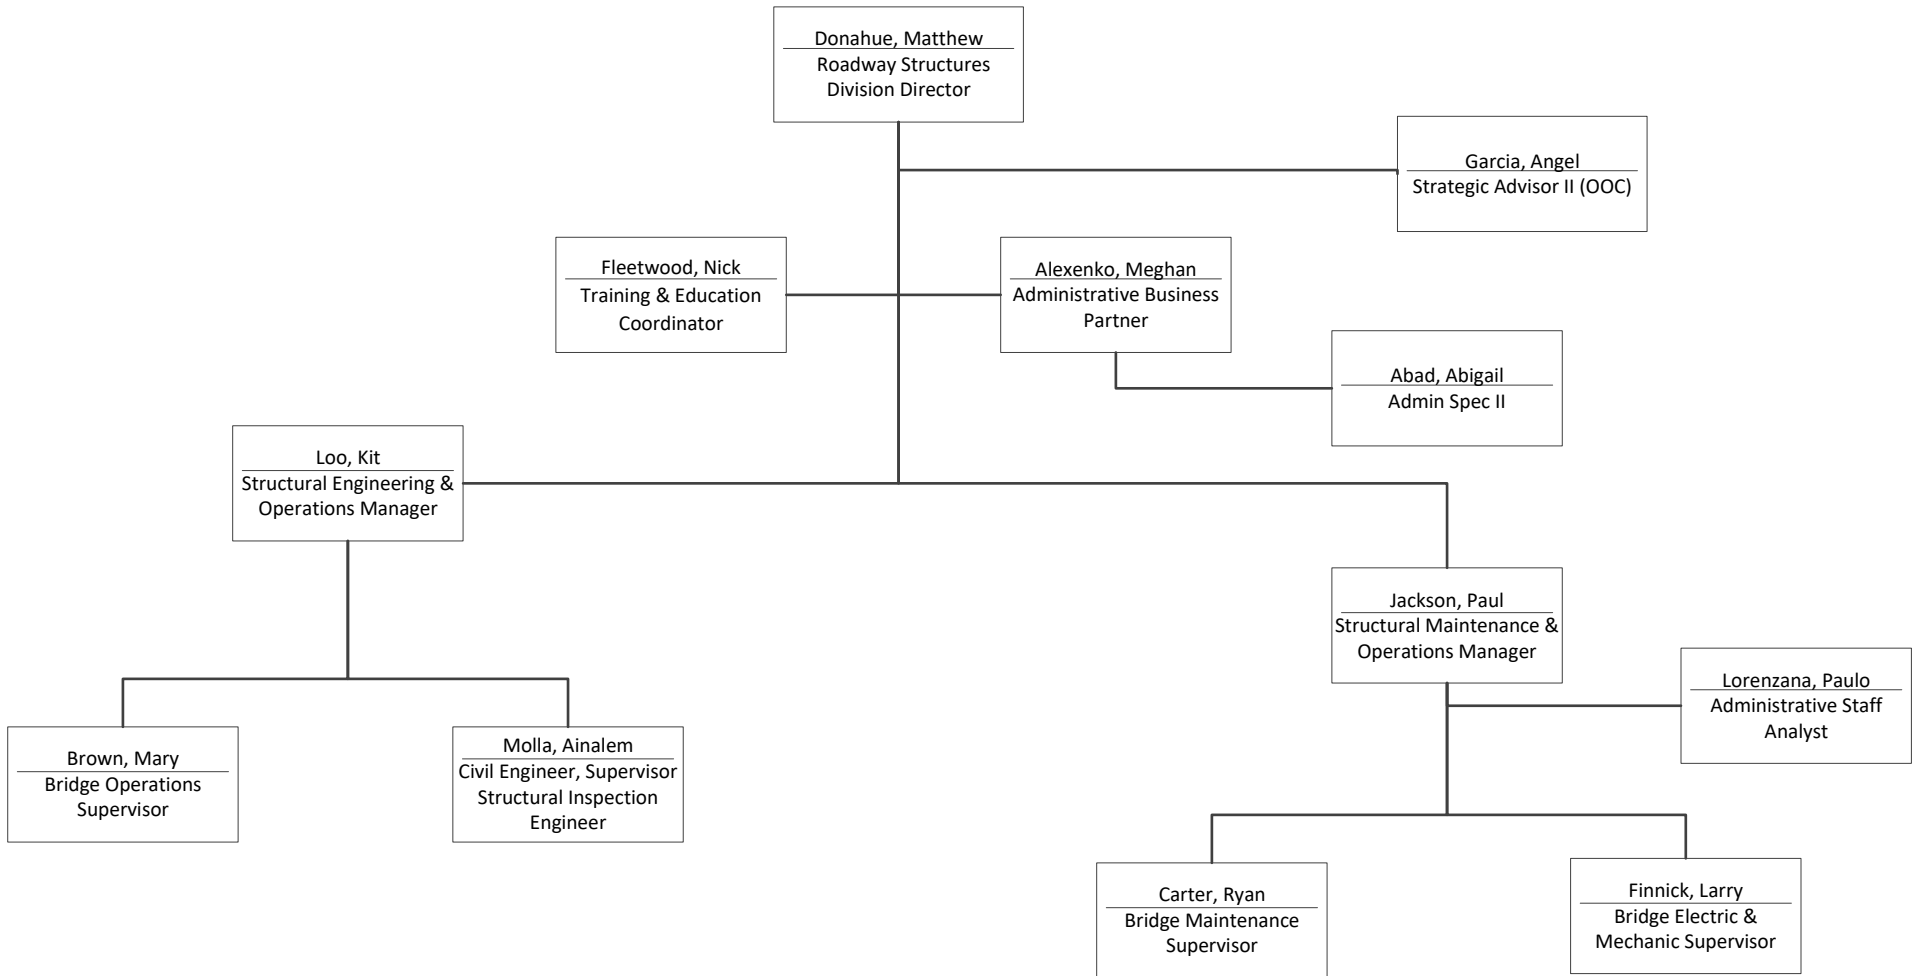 Donahue, Matthew
Roadway Structures
Division Director
Garcia, Angel
Strategic Advisor II (OOC)
Fleetwood, Nick
Training & Education
Coordinator
Alexenko, Meghan
Administrative Business
Partner
Abad, Abigail
Admin Spec II
Loo, Kit
Structural Engineering &
Operations Manager
Jackson, Paul
Structural Maintenance &
Operations Manager
Lorenzana, Paulo
Administrative Staff
Analyst
Brown, Mary
Bridge Operations
Supervisor
Molla, Ainalem
Civil Engineer, Supervisor
Structural Inspection
Engineer
Carter, Ryan
Bridge Maintenance
Supervisor
Finnick, Larry
Bridge Electric &
Mechanic Supervisor